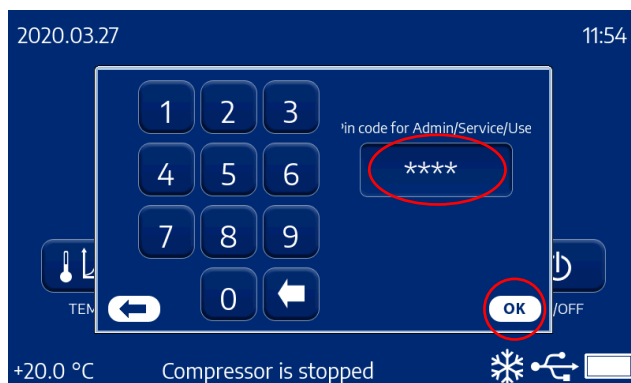 2020.03.27 11:54
1 2 3
'in code for Admin/Service/Use
4 5 6 ****
7 8 9
0 OK
TEM /OFF
+20.0 °C Compressor is stopped